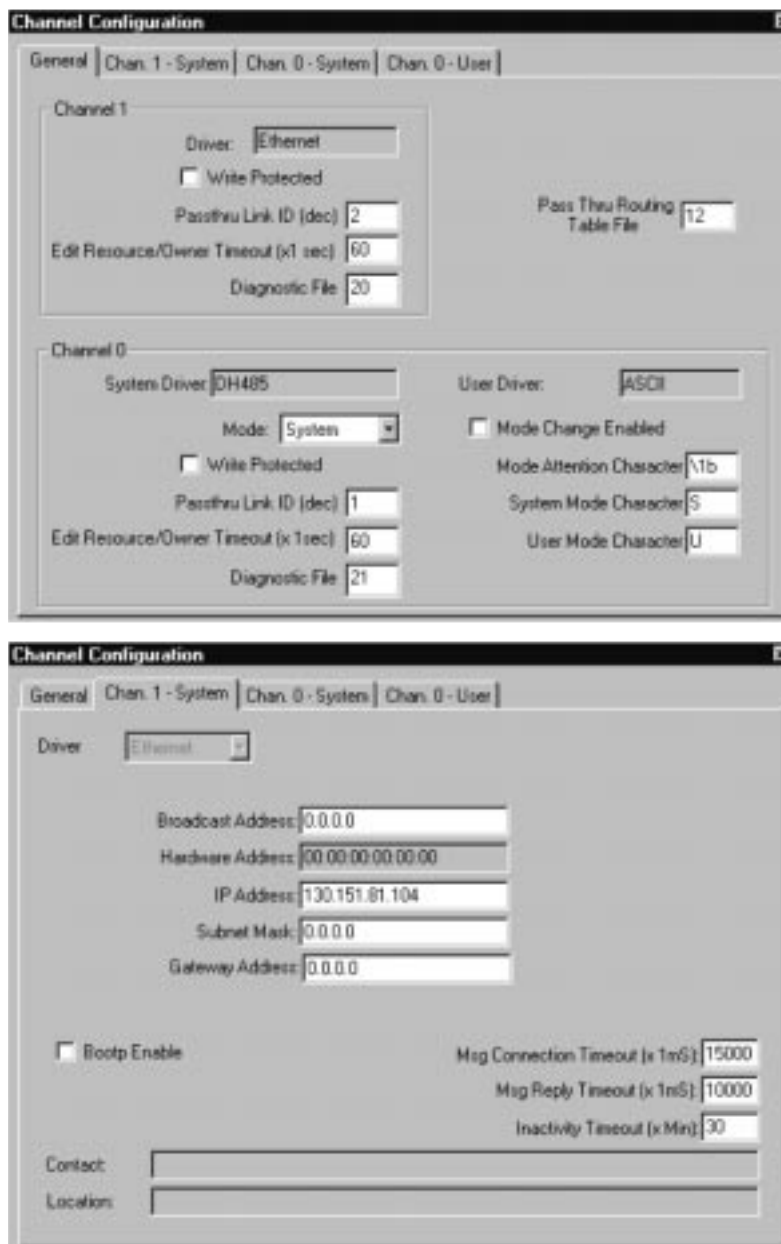 Channel Configuration
General Chan. 1 - System Chan. 0 - System Chan. 0 - User
Channel 1
Driver: Ethernet
Write Protected
Passthru Link ID (dec) 2
Edit Resource/Owner Timeout (x1 sec) 60
Diagnostic File 20
Pass Thru Routing
Table File 12
Channel 0
System Driver: DH485
Mode: System
Write Protected
Passthru Link ID (dec) 1
Edit Resource/Owner Timeout (x 1sec) 60
Diagnostic File 21
User Driver: ASCII
Mode Change Enabled
Mode Attention Character \1b
System Mode Character S
User Mode Character U
Channel Configuration
General Chan. 1 - System Chan. 0 - System Chan. 0 - User
Driver Ethernet
Broadcast Address: 0.0.0.0
Hardware Address: 00:00:00:00:00:00
IP Address: 130.151.81.104
Subnet Mask: 0.0.0.0
Gateway Address: 0.0.0.0
Bootp Enable
Msg Connection Timeout (x 1mS): 15000
Msg Reply Timeout (x 1mS): 10000
Inactivity Timeout (x Min): 30
Contact:
Location: